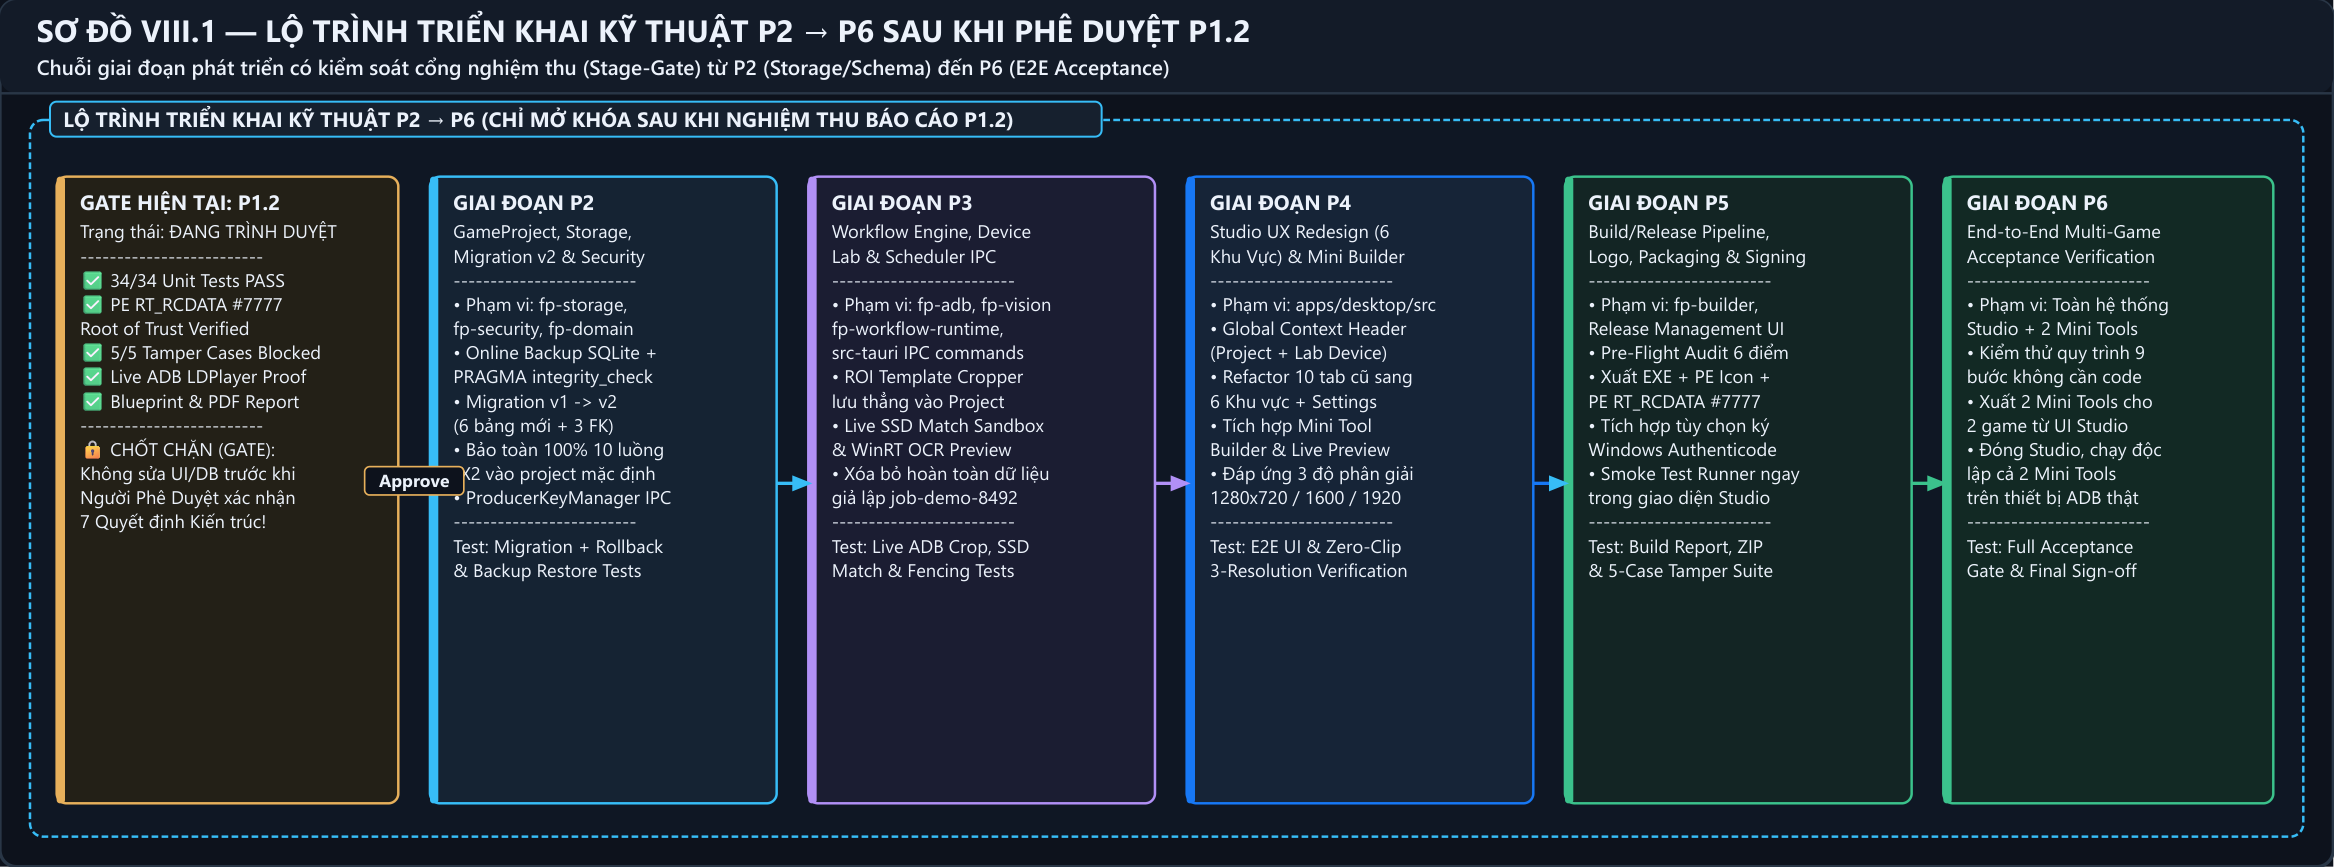 SƠ ĐỒ VIII.1 — LỘ TRÌNH TRIỂN KHAI KỸ THUẬT P2 → P6 SAU KHI PHÊ DUYỆT P1.2
Chuỗi giai đoạn phát triển có kiểm soát cổng nghiệm thu (Stage-Gate) từ P2 (Storage/Schema) đến P6 (E2E Acceptance)
LỘ TRÌNH TRIỂN KHAI KỸ THUẬT P2 → P6 (CHỈ MỞ KHÓA SAU KHI NGHIỆM THU BÁO CÁO P1.2)
GATE HIỆN TẠI: P1.2
Trạng thái: ĐANG TRÌNH DUYỆT
-------------------------
✅ 34/34 Unit Tests PASS
✅ PE RT_RCDATA #7777
Root of Trust Verified
✅ 5/5 Tamper Cases Blocked
✅ Live ADB LDPlayer Proof
✅ Blueprint & PDF Report
-------------------------
🔒 CHỐT CHẶN (GATE):
Không sửa UI/DB trước khi
Người Phê Duyệt xác nhận
7 Quyết định Kiến trúc!
Approve
GIAI ĐOẠN P2
GameProject, Storage,
Migration v2 & Security
-------------------------
• Phạm vi: fp-storage,
fp-security, fp-domain
• Online Backup SQLite +
PRAGMA integrity_check
• Migration v1 -> v2
(6 bảng mới + 3 FK)
• Bảo toàn 100% 10 luồng
X2 vào project mặc định
• ProducerKeyManager IPC
-------------------------
Test: Migration + Rollback
& Backup Restore Tests
GIAI ĐOẠN P3
Workflow Engine, Device
Lab & Scheduler IPC
-------------------------
• Phạm vi: fp-adb, fp-vision
fp-workflow-runtime,
src-tauri IPC commands
• ROI Template Cropper
lưu thẳng vào Project
• Live SSD Match Sandbox
& WinRT OCR Preview
• Xóa bỏ hoàn toàn dữ liệu
giả lập job-demo-8492
-------------------------
Test: Live ADB Crop, SSD
Match & Fencing Tests
GIAI ĐOẠN P4
Studio UX Redesign (6
Khu Vực) & Mini Builder
-------------------------
• Phạm vi: apps/desktop/src
• Global Context Header
(Project + Lab Device)
• Refactor 10 tab cũ sang
6 Khu vực + Settings
• Tích hợp Mini Tool
Builder & Live Preview
• Đáp ứng 3 độ phân giải
1280x720 / 1600 / 1920
-------------------------
Test: E2E UI & Zero-Clip
3-Resolution Verification
GIAI ĐOẠN P5
Build/Release Pipeline,
Logo, Packaging & Signing
-------------------------
• Phạm vi: fp-builder,
Release Management UI
• Pre-Flight Audit 6 điểm
• Xuất EXE + PE Icon +
PE RT_RCDATA #7777
• Tích hợp tùy chọn ký
Windows Authenticode
• Smoke Test Runner ngay
trong giao diện Studio
-------------------------
Test: Build Report, ZIP
& 5-Case Tamper Suite
GIAI ĐOẠN P6
End-to-End Multi-Game
Acceptance Verification
-------------------------
• Phạm vi: Toàn hệ thống
Studio + 2 Mini Tools
• Kiểm thử quy trình 9
bước không cần code
• Xuất 2 Mini Tools cho
2 game từ UI Studio
• Đóng Studio, chạy độc
lập cả 2 Mini Tools
trên thiết bị ADB thật
-------------------------
Test: Full Acceptance
Gate & Final Sign-off